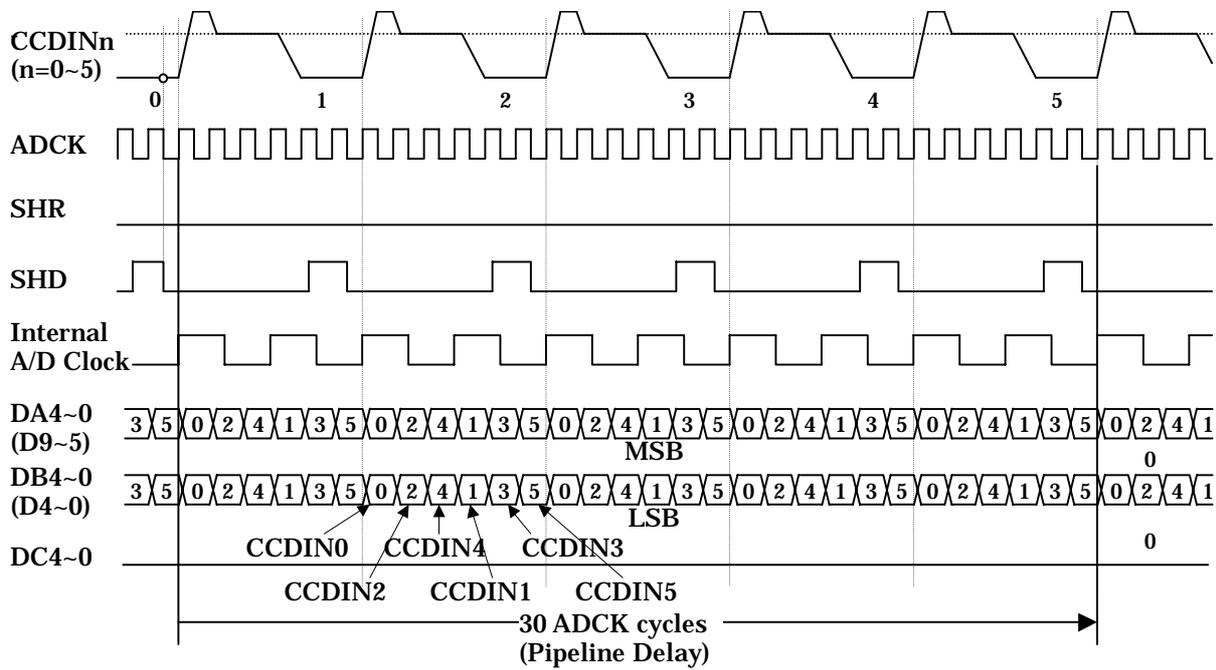 CCDINn
(n=0~5)
0 1 2 3 4 5
ADCK
SHR
SHD
Internal
A/D Clock
DA4~0
(D9~5)
3 5 0 2 4 1 3 5 0 2 4 1 3 5 0 2 4 1 3 5 0 2 4 1 3 5 0 2 4 1 3 5 0 2 4 1
MSB
0
DB4~0
(D4~0)
3 5 0 2 4 1 3 5 0 2 4 1 3 5 0 2 4 1 3 5 0 2 4 1 3 5 0 2 4 1 3 5 0 2 4 1
LSB
0
CCDIN0 CCDIN4 CCDIN3
DC4~0
CCDIN2 CCDIN1 CCDIN5
30 ADCK cycles
(Pipeline Delay)